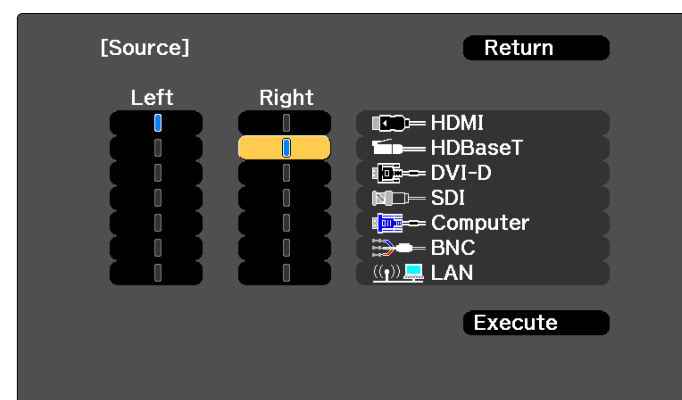 [Source] Return
Left Right
HDMI
HDBaseT
DVI-D
SDI
Computer
BNC
LAN
Execute